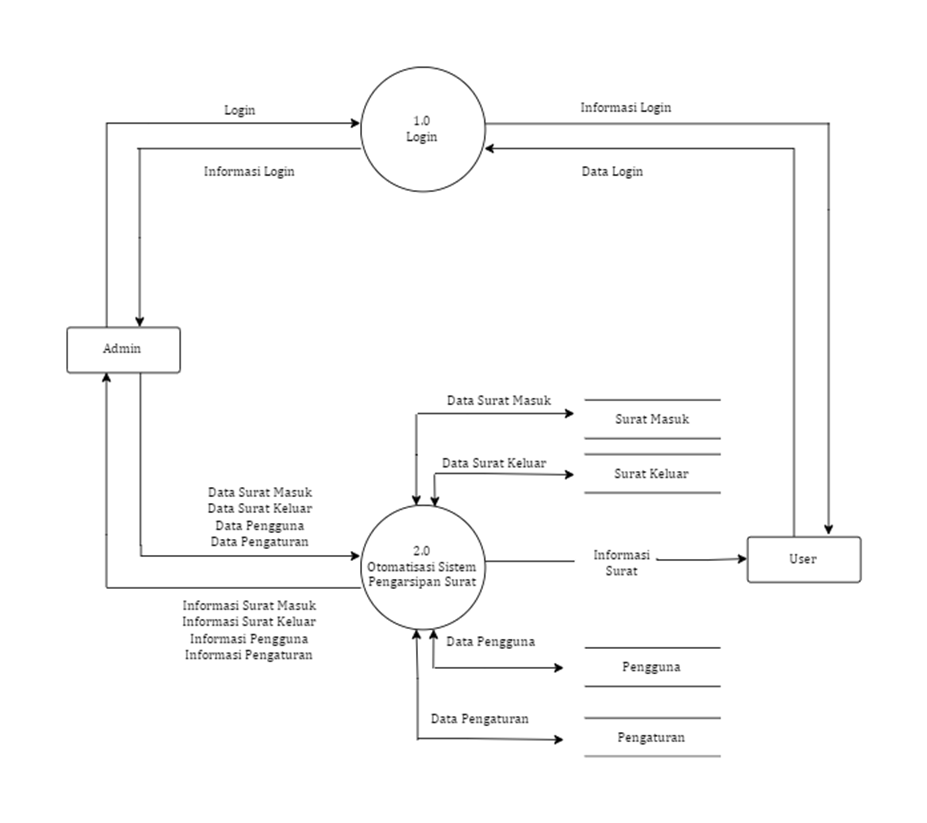 Login
Informasi Login
1.0
Login
Informasi Login
Data Login
Admin
Data Surat Masuk
Surat Masuk
Data Surat Keluar
Surat Keluar
Data Surat Masuk
Data Surat Keluar
Data Pengguna
Data Pengaturan
2.0
Otomatisasi Sistem
Pengarsipan Surat
Informasi
Surat
User
Informasi Surat Masuk
Informasi Surat Keluar
Informasi Pengguna
Informasi Pengaturan
Data Pengguna
Pengguna
Data Pengaturan
Pengaturan